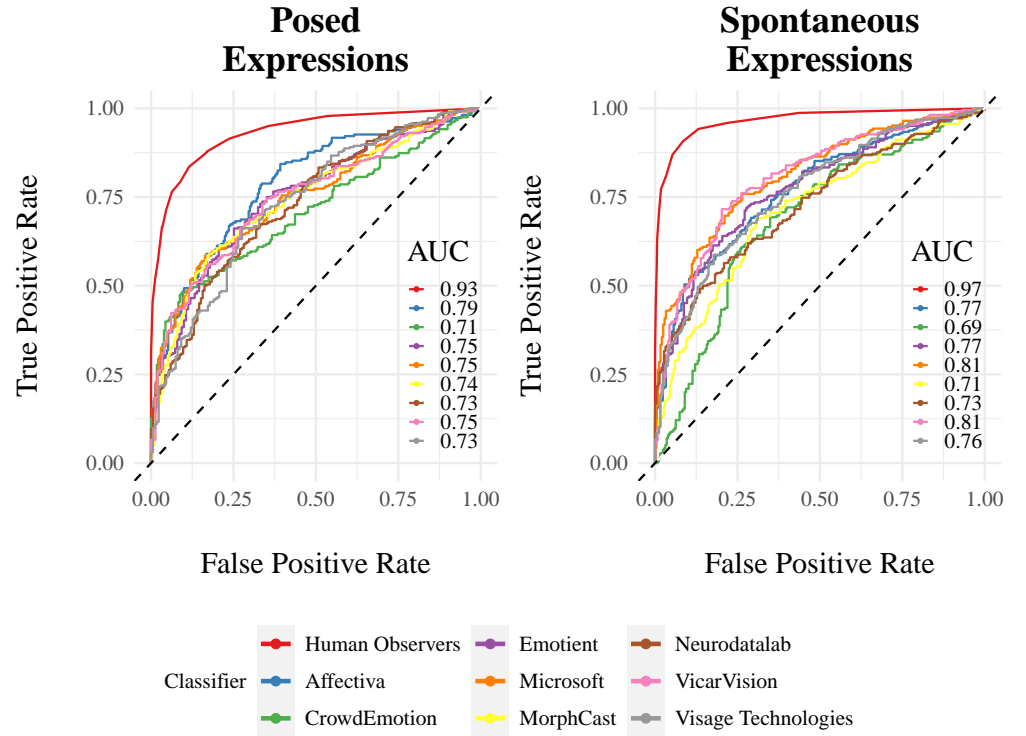 Posed
Expressions
True Positive Rate
1.00
0.75
0.50
0.25
0.00
AUC
0.93
0.79
0.71
0.75
0.75
0.74
0.73
0.75
0.73
0.00 0.25 0.50 0.75 1.00
False Positive Rate
Spontaneous
Expressions
True Positive Rate
1.00
0.75
0.50
0.25
0.00
AUC
0.97
0.77
0.69
0.77
0.81
0.71
0.73
0.81
0.76
0.00 0.25 0.50 0.75 1.00
False Positive Rate
Classifier
Human Observers
Affectiva
CrowdEmotion
Emotient
Microsoft
MorphCast
Neurodatalab
VicarVision
Visage Technologies